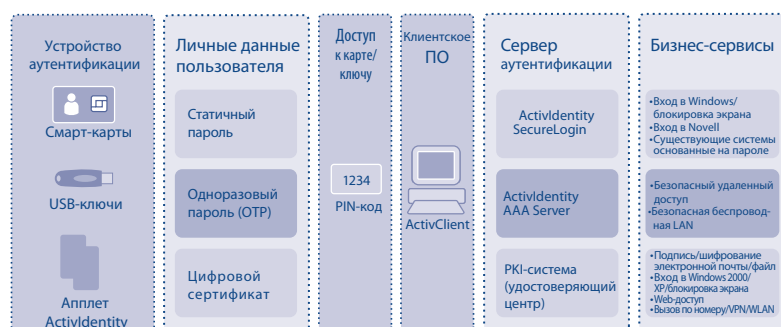 Устройство
аутентификации
Смарт-карты
USB-ключи
Апплет
ActivIdentity
Личные данные
пользователя
Статичный
пароль
Одноразовый
пароль (OTP)
Цифровой
сертификат
Доступ
к карте/
ключу
1234
PIN-код
Клиентское
ПО
ActivClient
Сервер
аутентификации
ActivIdentity
SecureLogin
ActivIdentity
AAA Server
PKI-система
(удостоверяющий
центр)
Бизнес-сервисы
•Вход в Windows/
блокировка экрана
•Вход в Novell
•Существующие системы
основанные на пароле
•Безопасный удаленный
доступ
•Безопасная беспровод-
ная LAN
•Подпись/шифрование
электронной почты/файл
•Вход в Windows 2000/
XP/блокировка экрана
•Web-доступ
•Вызов по номеру/VPN/WLAN